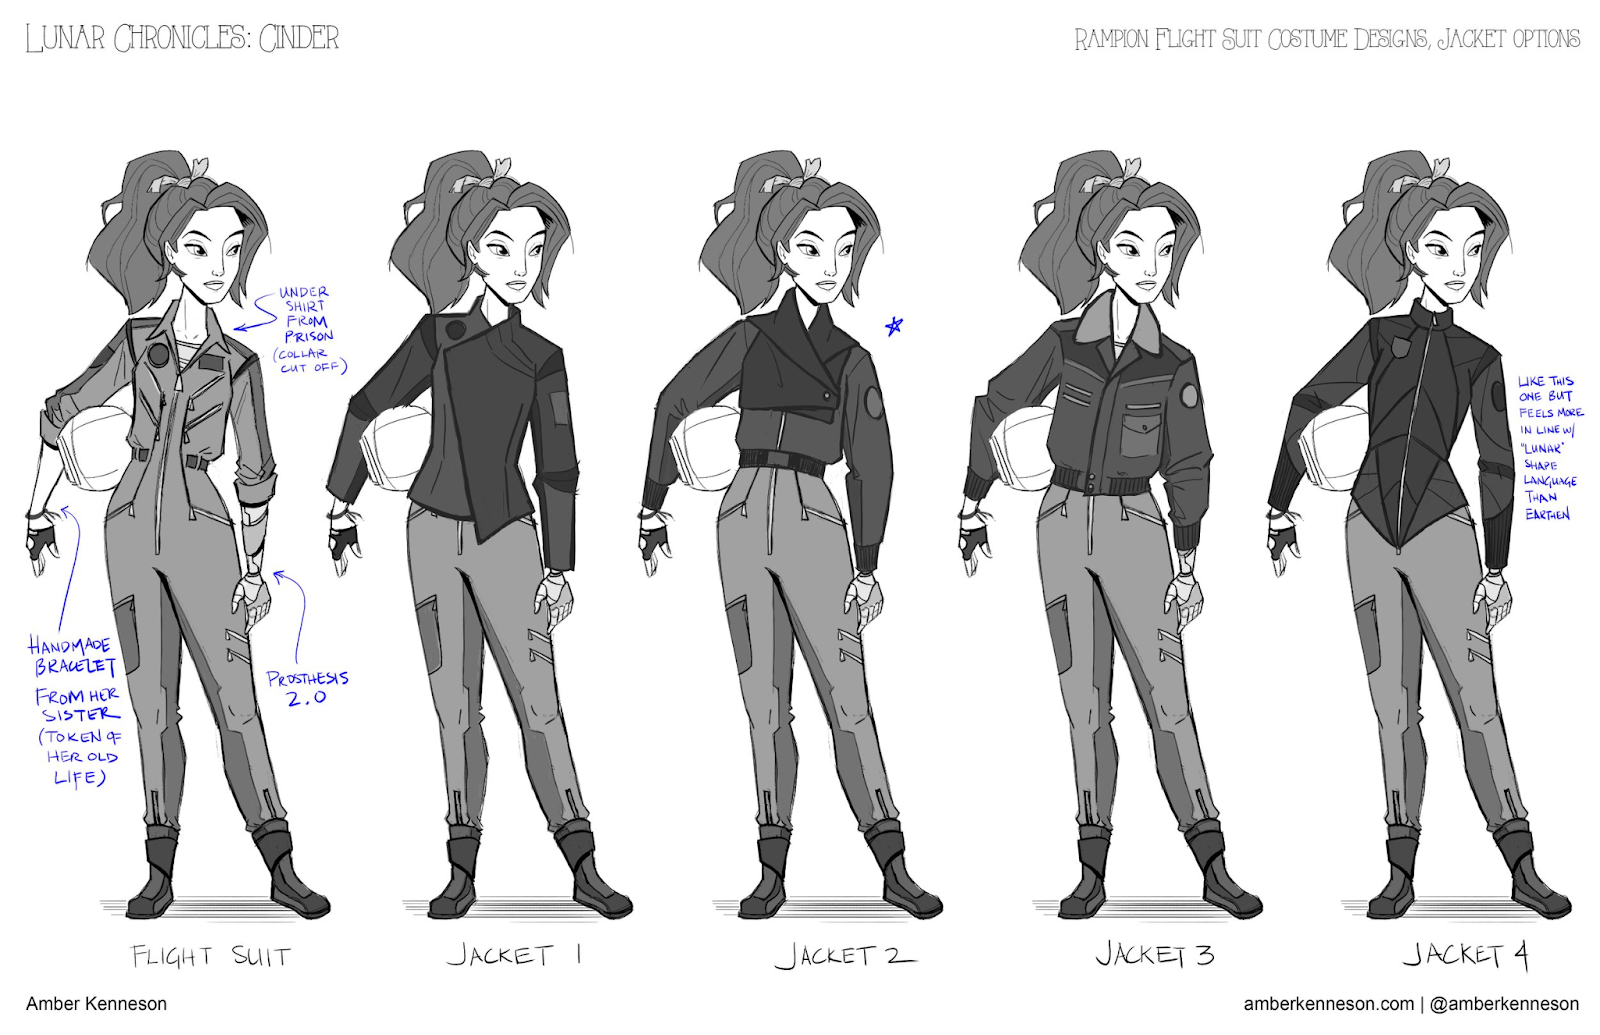 LUNAR CHRONICLES: CINDER
RAMPION FLIGHT SUIT COSTUME DESIGNS, JACKET OPTIONS
UNDER
SHIRT
FROM
PRISON
(COLLAR
CUT OFF)
LIKE THIS
ONE BUT
FEELS MORE
IN LINE W/
"LUNAR"
SHAPE
LANGUAGE
THAN
EARTHEN
HANDMADE
BRACELET
FROM HER
SISTER
(TOKEN OF
HER OLD
LIFE)
PROSTHESIS
2.0
FLIGHT SUIT
JACKET 1
JACKET 2
JACKET 3
JACKET 4
Amber Kenneson
amberkenneson.com | @amberkenneson